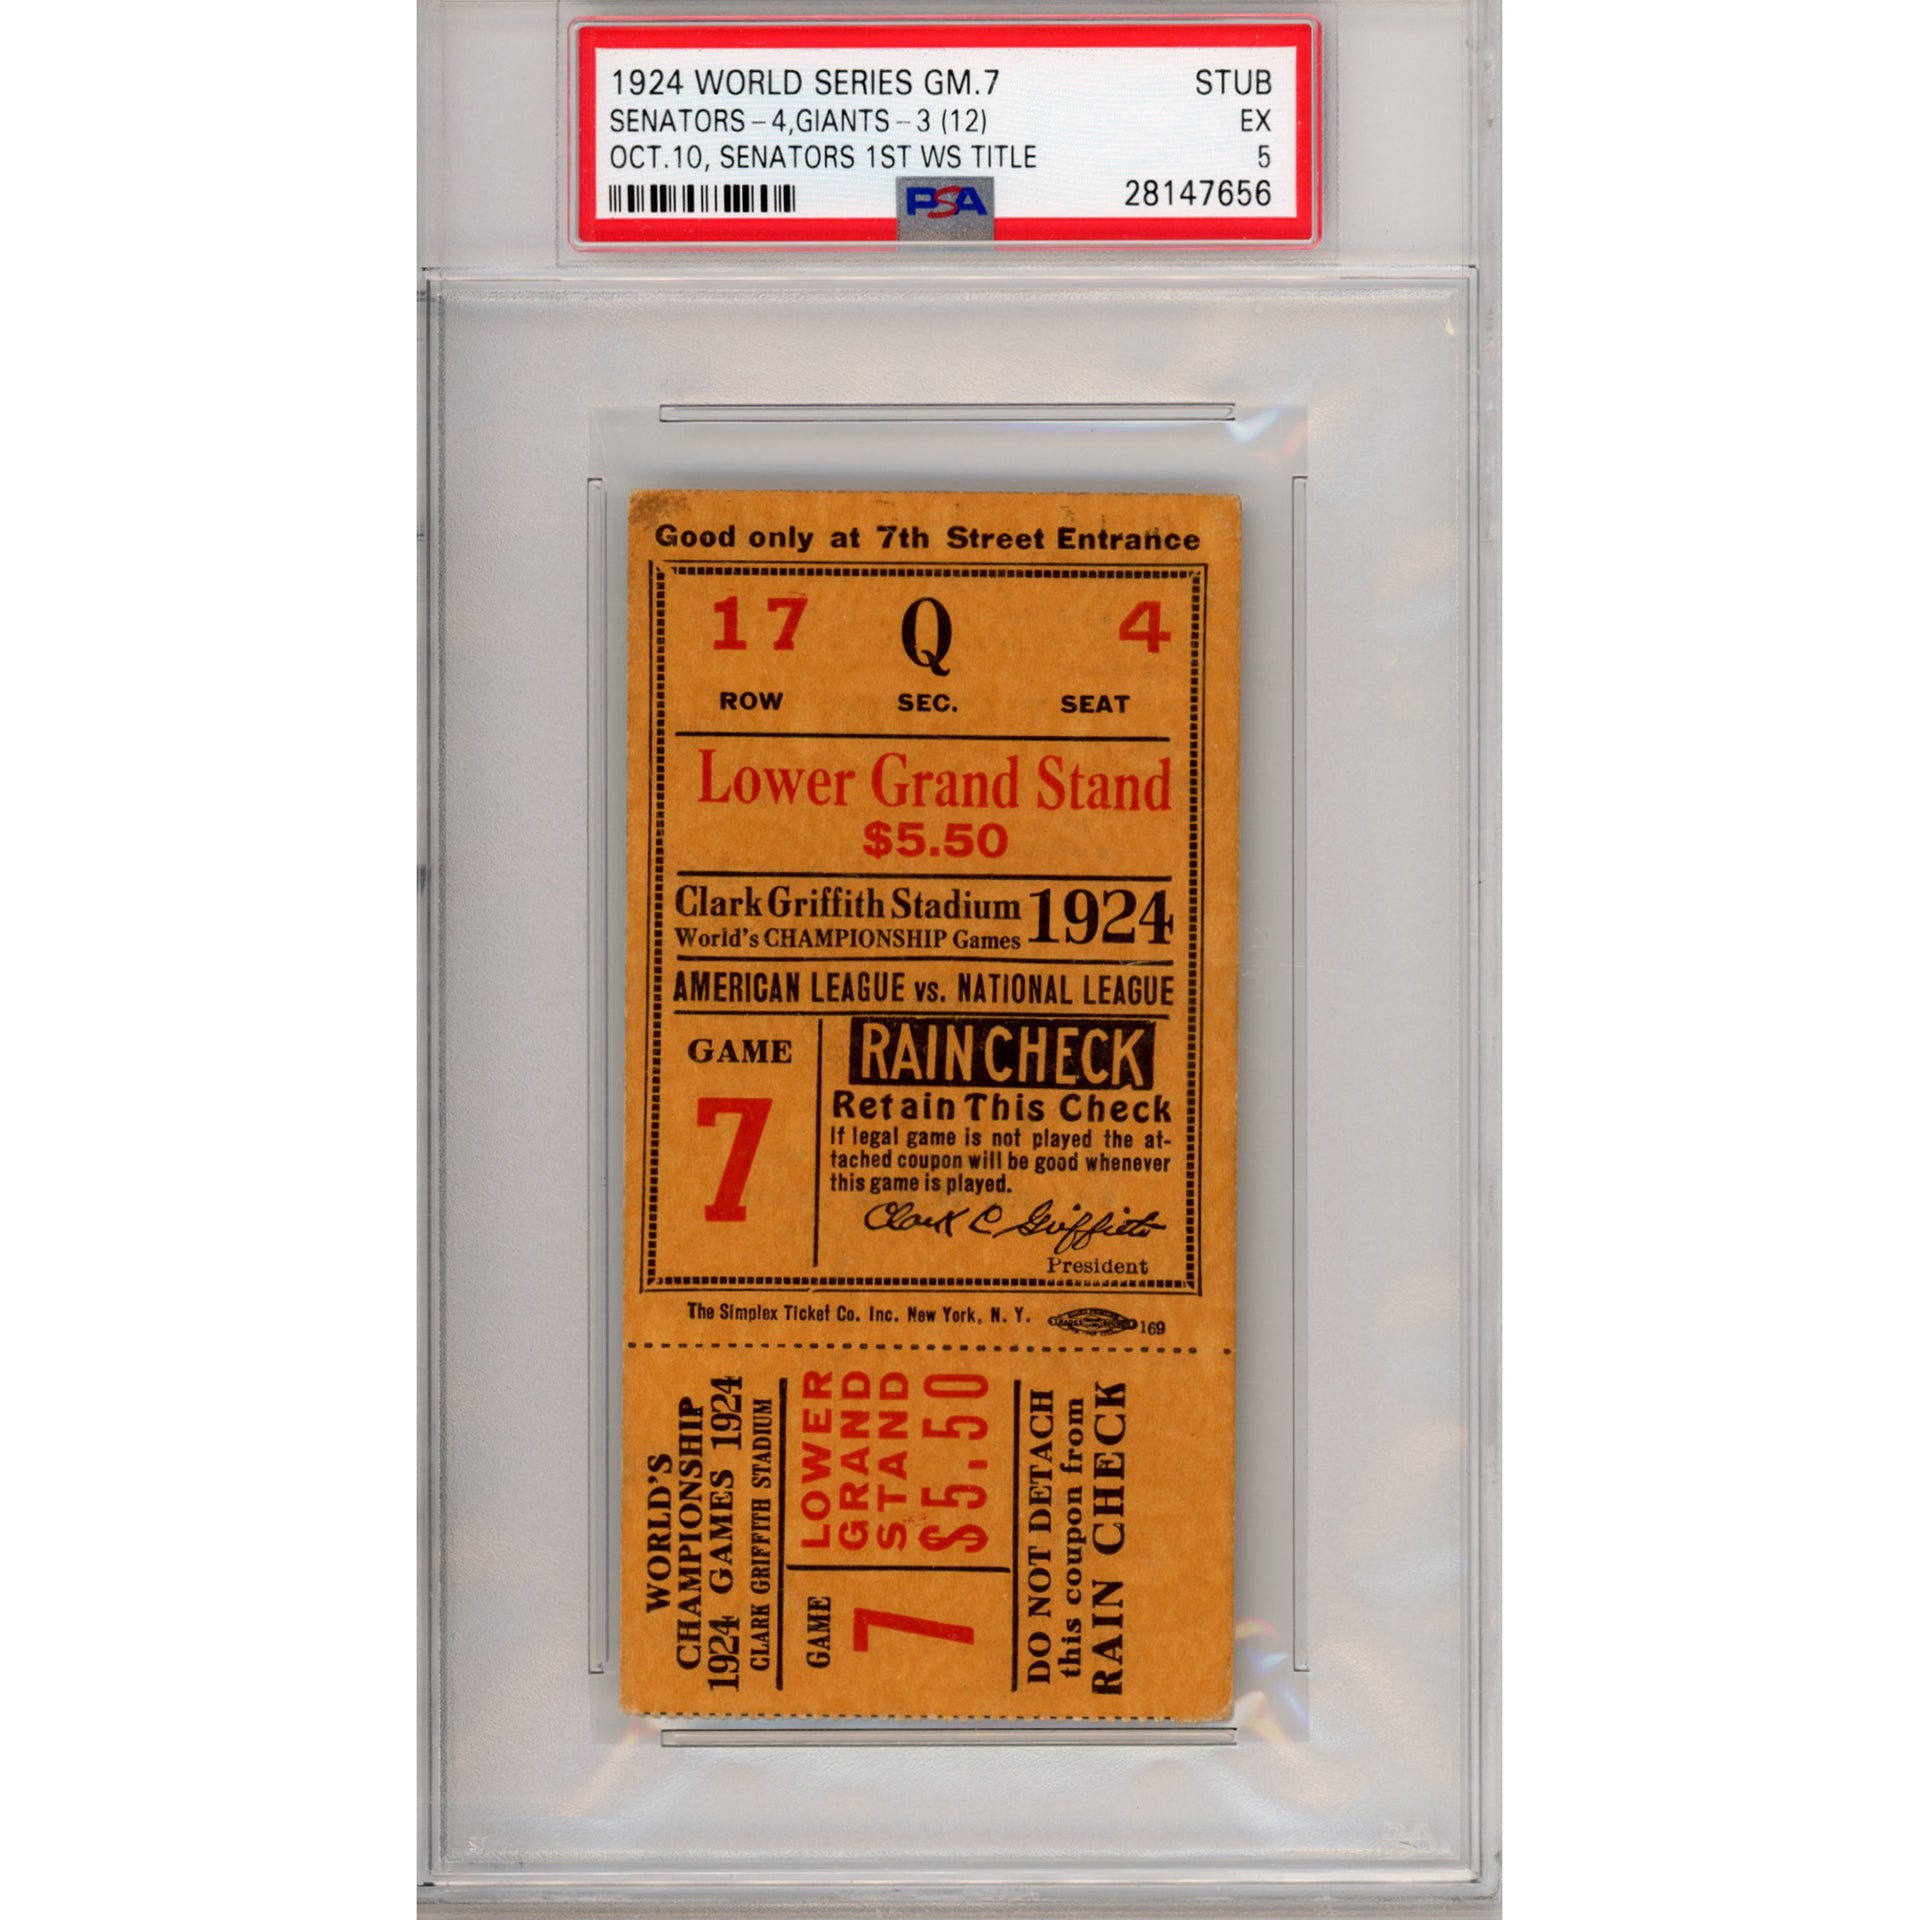 1924 WORLD SERIES GM.7 STUB
SENATORS-4,GIANTS-3 (12) EX
OCT.10, SENATORS 1ST WS TITLE 5
PSA 28147656
Good only at 7th Street Entrance
17 Q 4
ROW SEC. SEAT
Lower Grand Stand
$5.50
Clark Griffith Stadium 1924
World's CHAMPIONSHIP Games
AMERICAN LEAGUE vs. NATIONAL LEAGUE
GAME
7
RAIN CHECK
Retain This Check
If legal game is not played the at-
tached coupon will be good whenever
this game is played.
Clark C Griffith
President
The Simplex Ticket Co. Inc. New York, N. Y. 169
WORLD'S
CHAMPIONSHIP
1924 GAMES 1924
CLARK GRIFFITH STADIUM
GAME
7
LOWER
GRAND
STAND
$5.50
DO NOT DETACH
this coupon from
RAIN CHECK